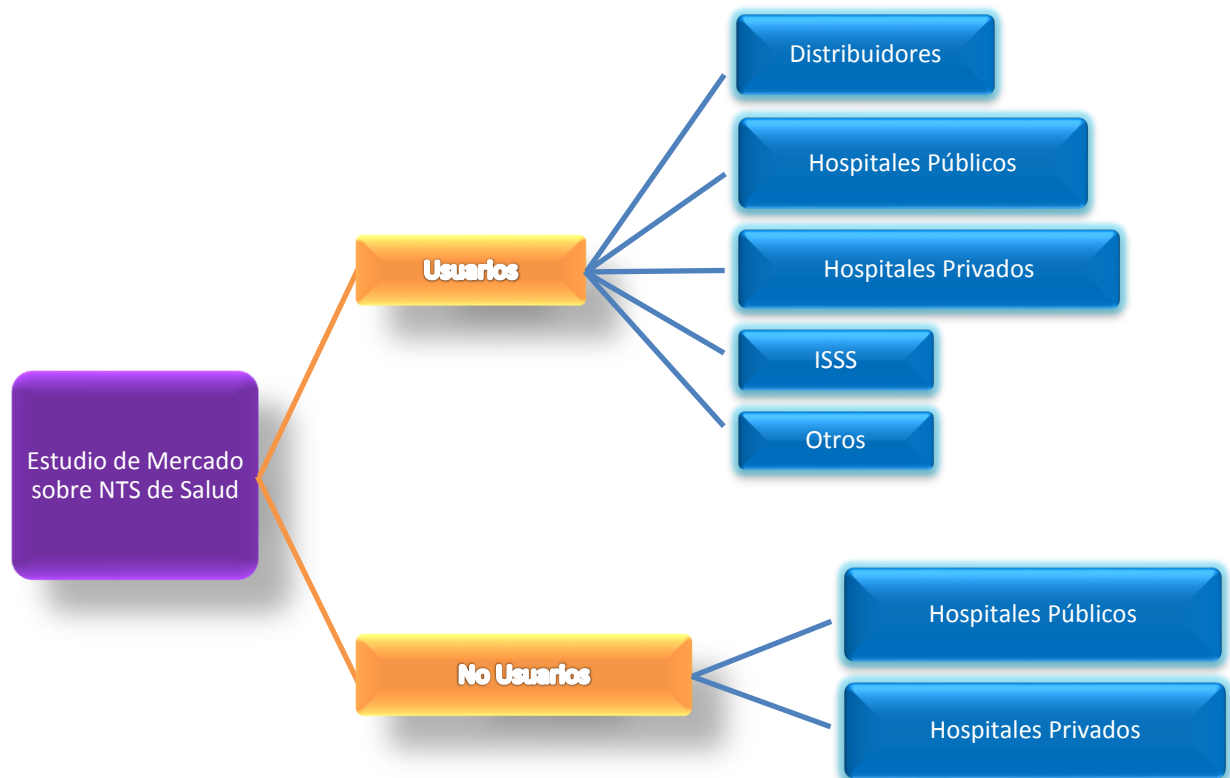 Estudio de Mercado
sobre NTS de Salud
Usuarios
Distribuidores
Hospitales Públicos
Hospitales Privados
ISSS
Otros
No Usuarios
Hospitales Públicos
Hospitales Privados